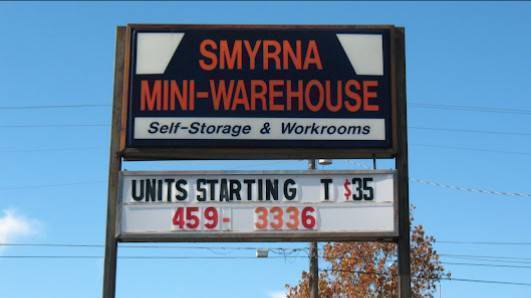 SMYRNA
MINI-WAREHOUSE
Self-Storage & Workrooms
UNITS STARTING T $35
459- 3336